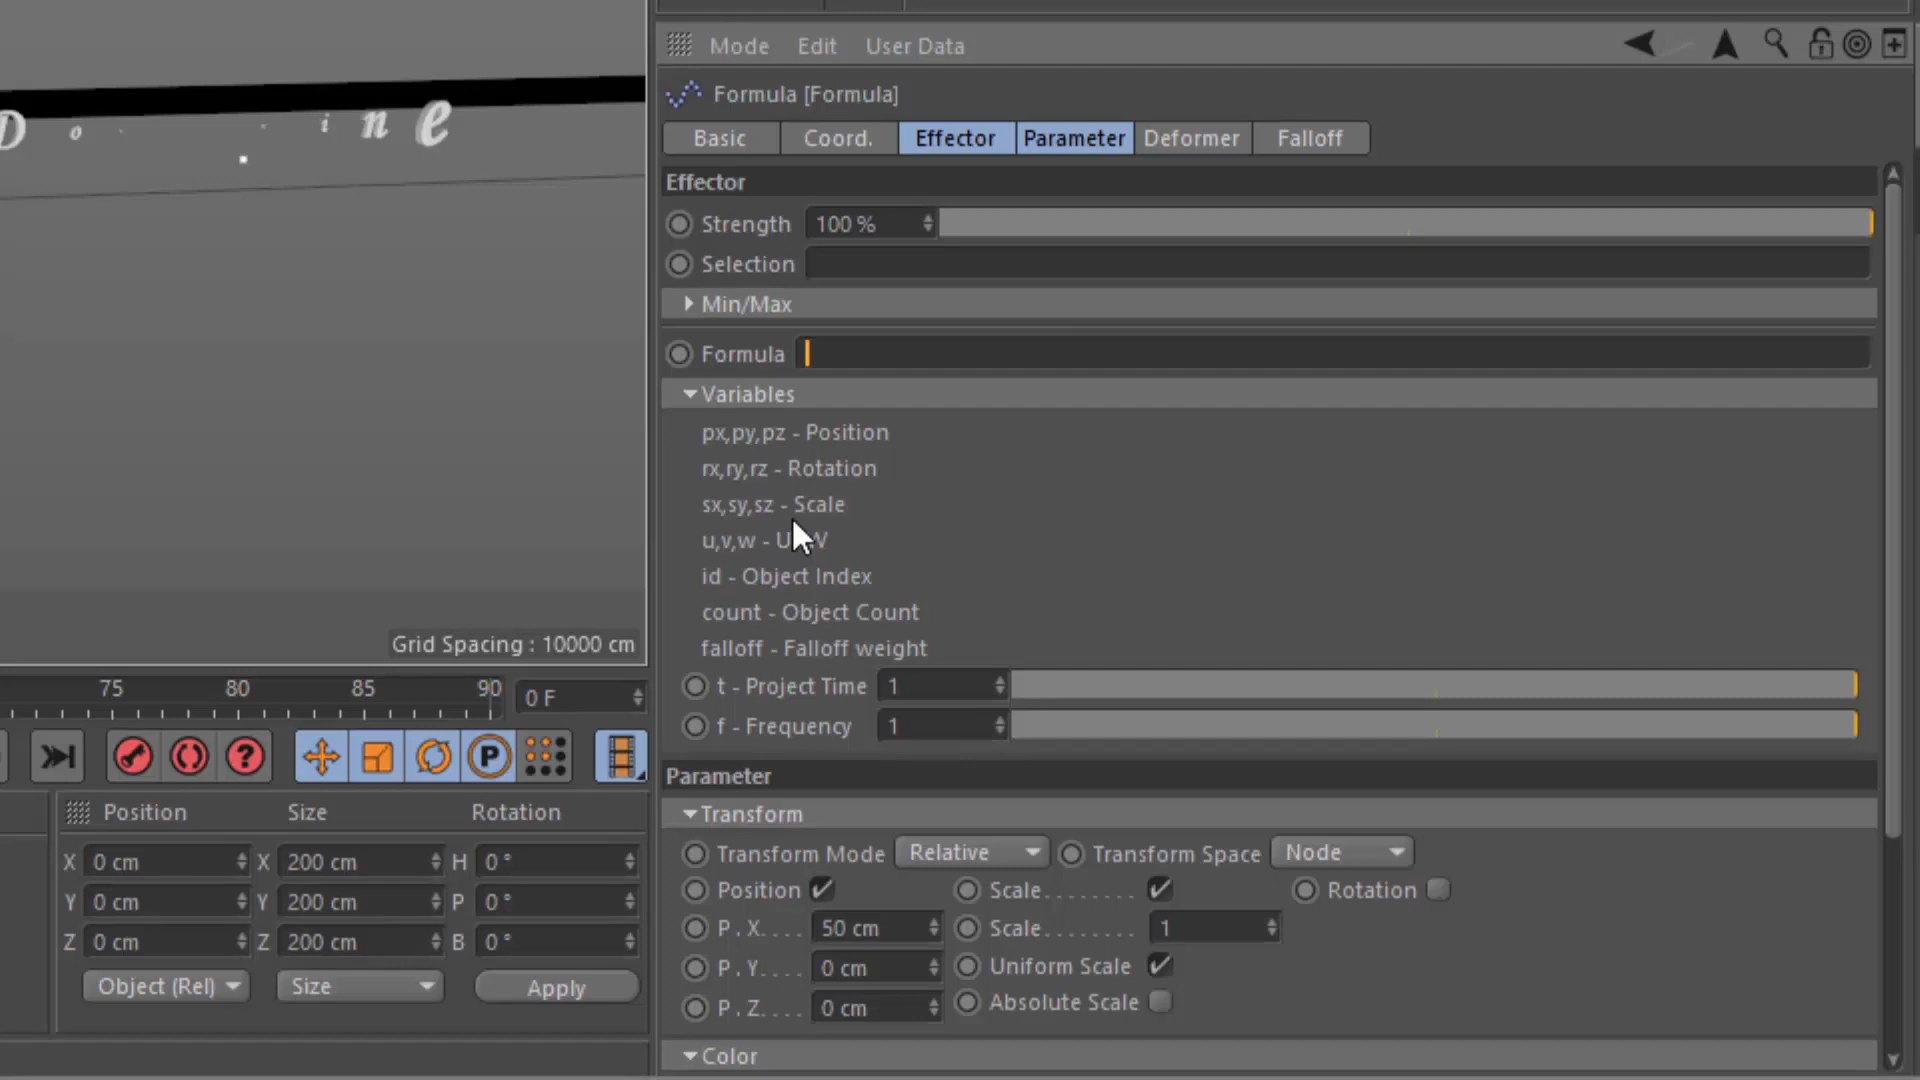 Mode Edit User Data
Formula [Formula]
Basic Coord. Effector Parameter Deformer Falloff
Effector
Strength 100 %
Selection
Min/Max
Formula
Variables
px,py,pz - Position
rx,ry,rz - Rotation
sx,sy,sz - Scale
u,v,w -
id - Object Index
count - Object Count
falloff - Falloff weight
t - Project Time 1
f - Frequency 1
Parameter
Transform
Transform Mode Relative Transform Space Node
Position Scale........ Rotation
P . X.... 50 cm Scale........ 1
P . Y.... 0 cm Uniform Scale
P . Z.... 0 cm Absolute Scale
Color
D o i n e
Grid Spacing : 10000 cm
75 80 85 90 0 F
P
Position Size Rotation
X 0 cm X 200 cm H 0 °
Y 0 cm Y 200 cm P 0 °
Z 0 cm Z 200 cm B 0 °
Object (Rel) Size Apply